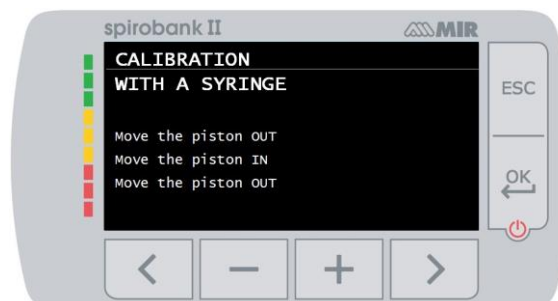 spirobank II MIR
CALIBRATION
WITH A SYRINGE
Move the piston OUT
Move the piston IN
Move the piston OUT
ESC
OK